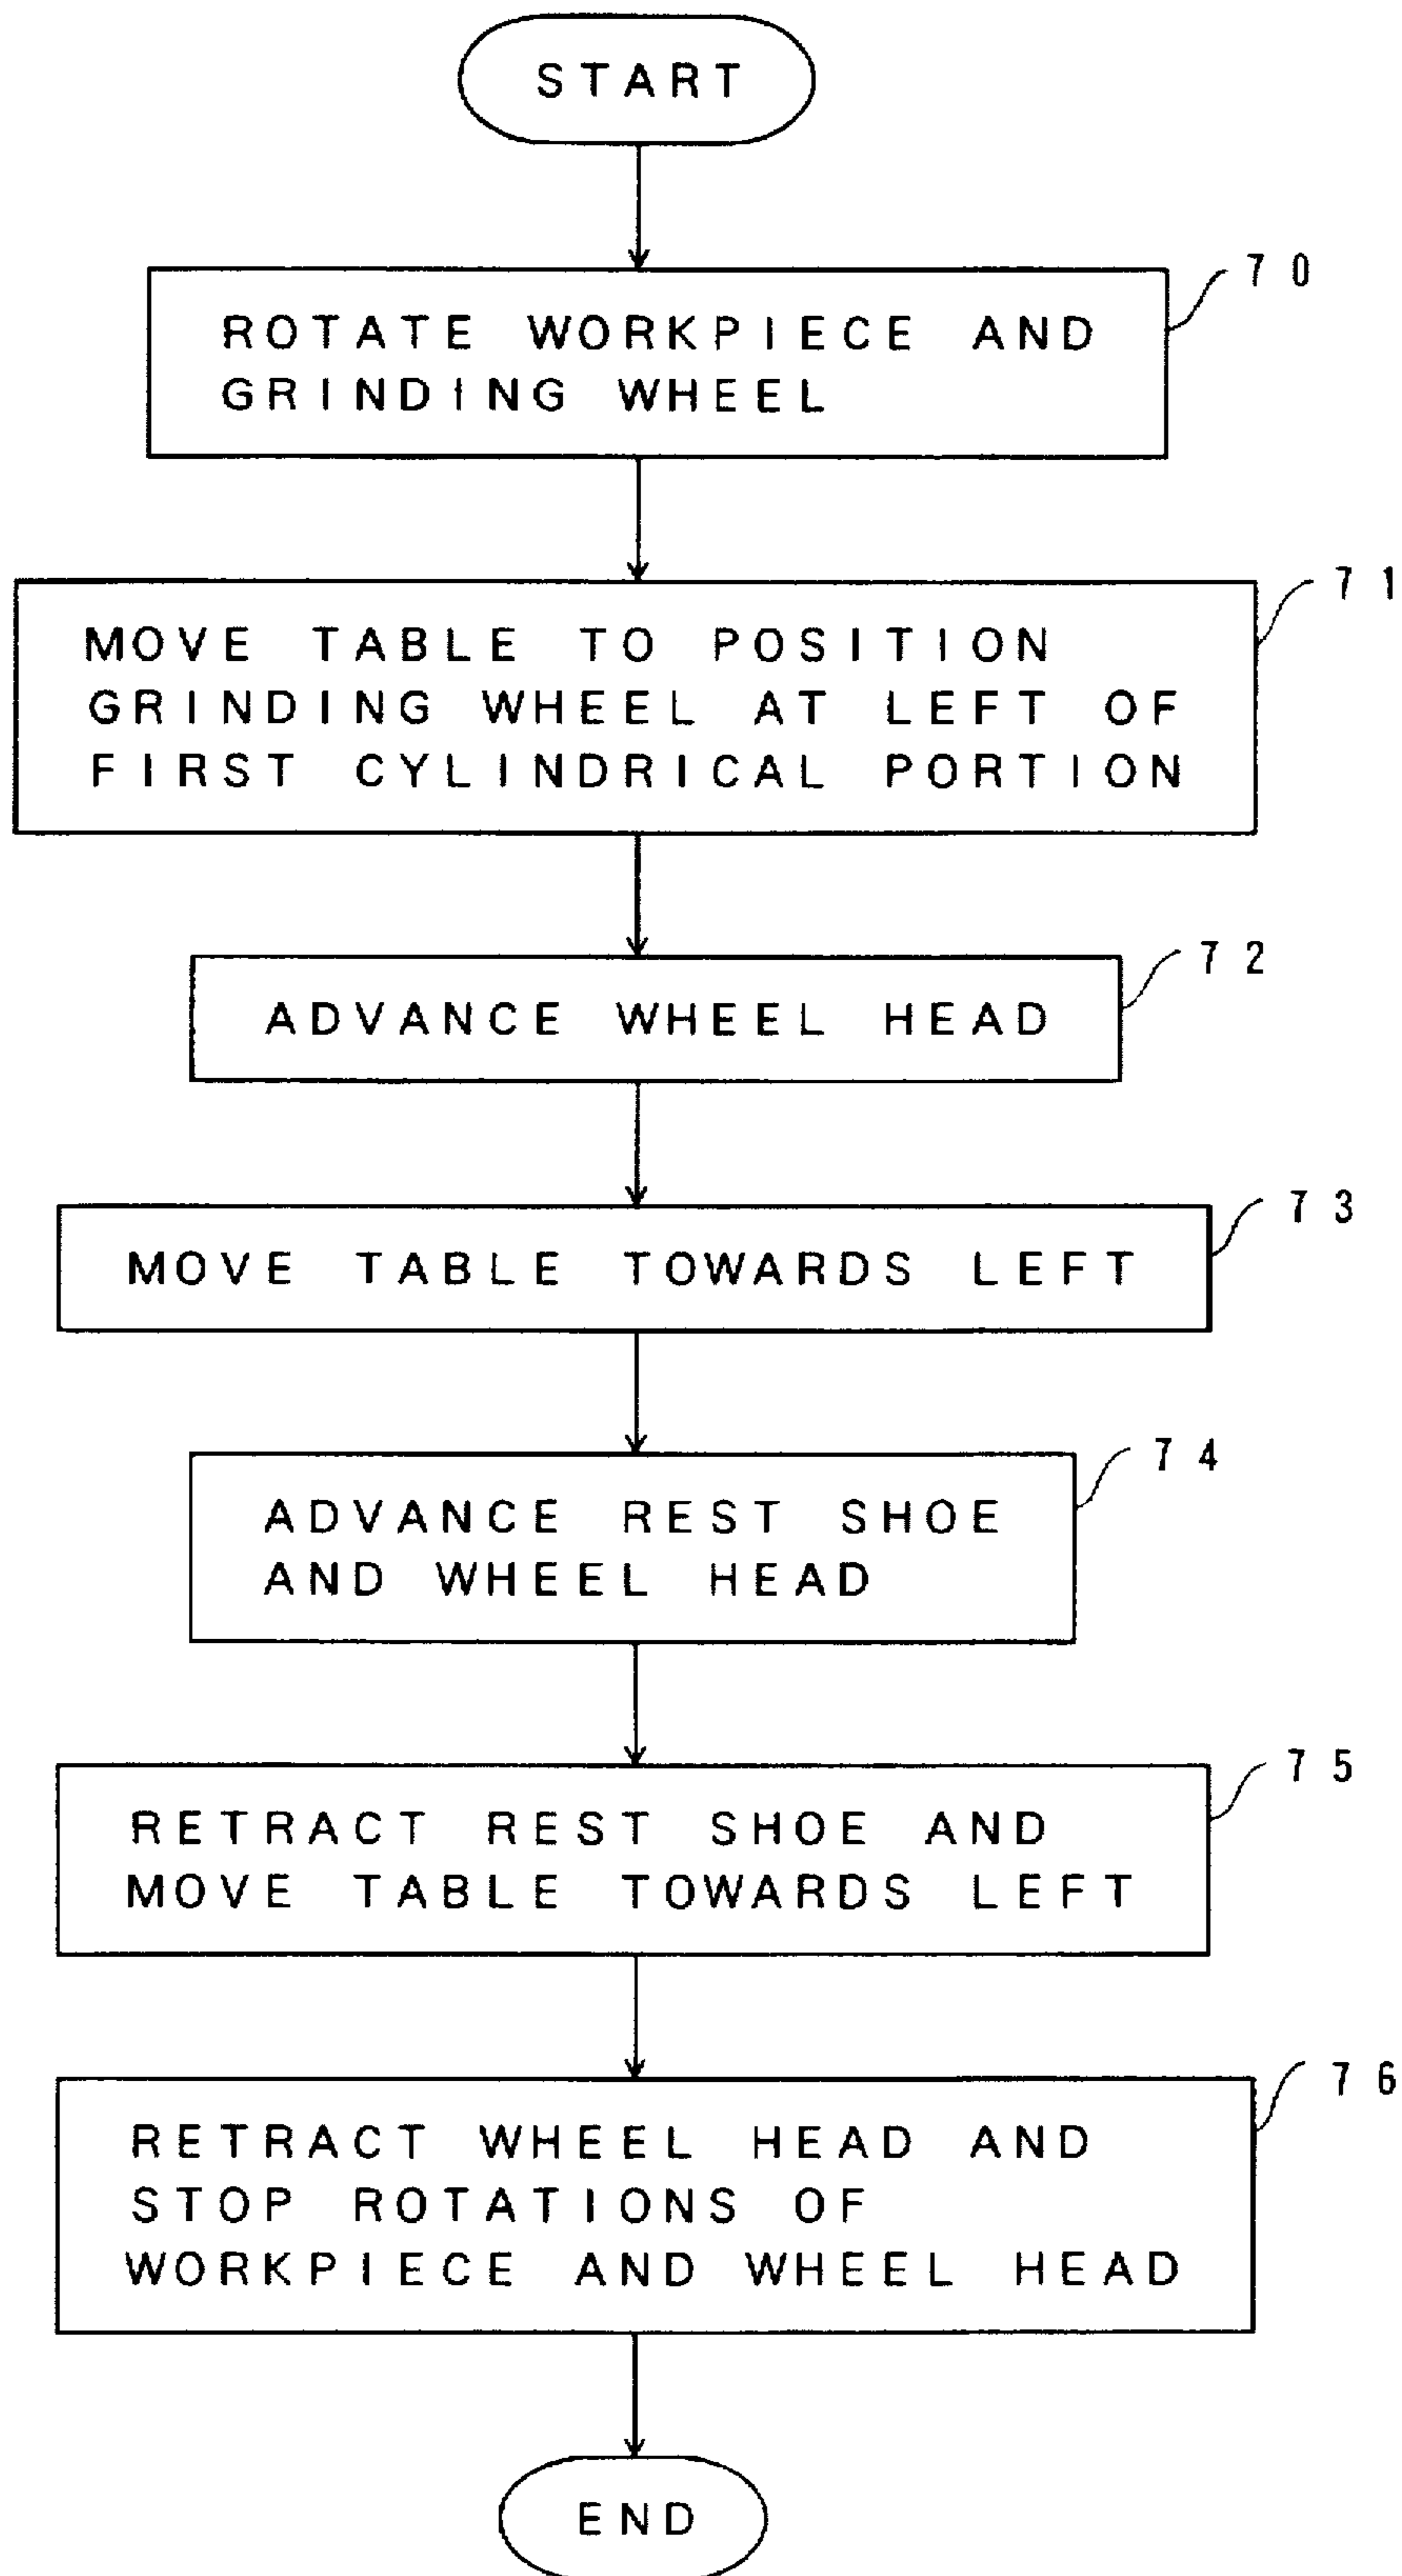 START
70
ROTATE WORKPIECE AND
GRINDING WHEEL
71
MOVE TABLE TO POSITION
GRINDING WHEEL AT LEFT OF
FIRST CYLINDRICAL PORTION
72
ADVANCE WHEEL HEAD
73
MOVE TABLE TOWARDS LEFT
74
ADVANCE REST SHOE
AND WHEEL HEAD
75
RETRACT REST SHOE AND
MOVE TABLE TOWARDS LEFT
76
RETRACT WHEEL HEAD AND
STOP ROTATIONS OF
WORKPIECE AND WHEEL HEAD
END